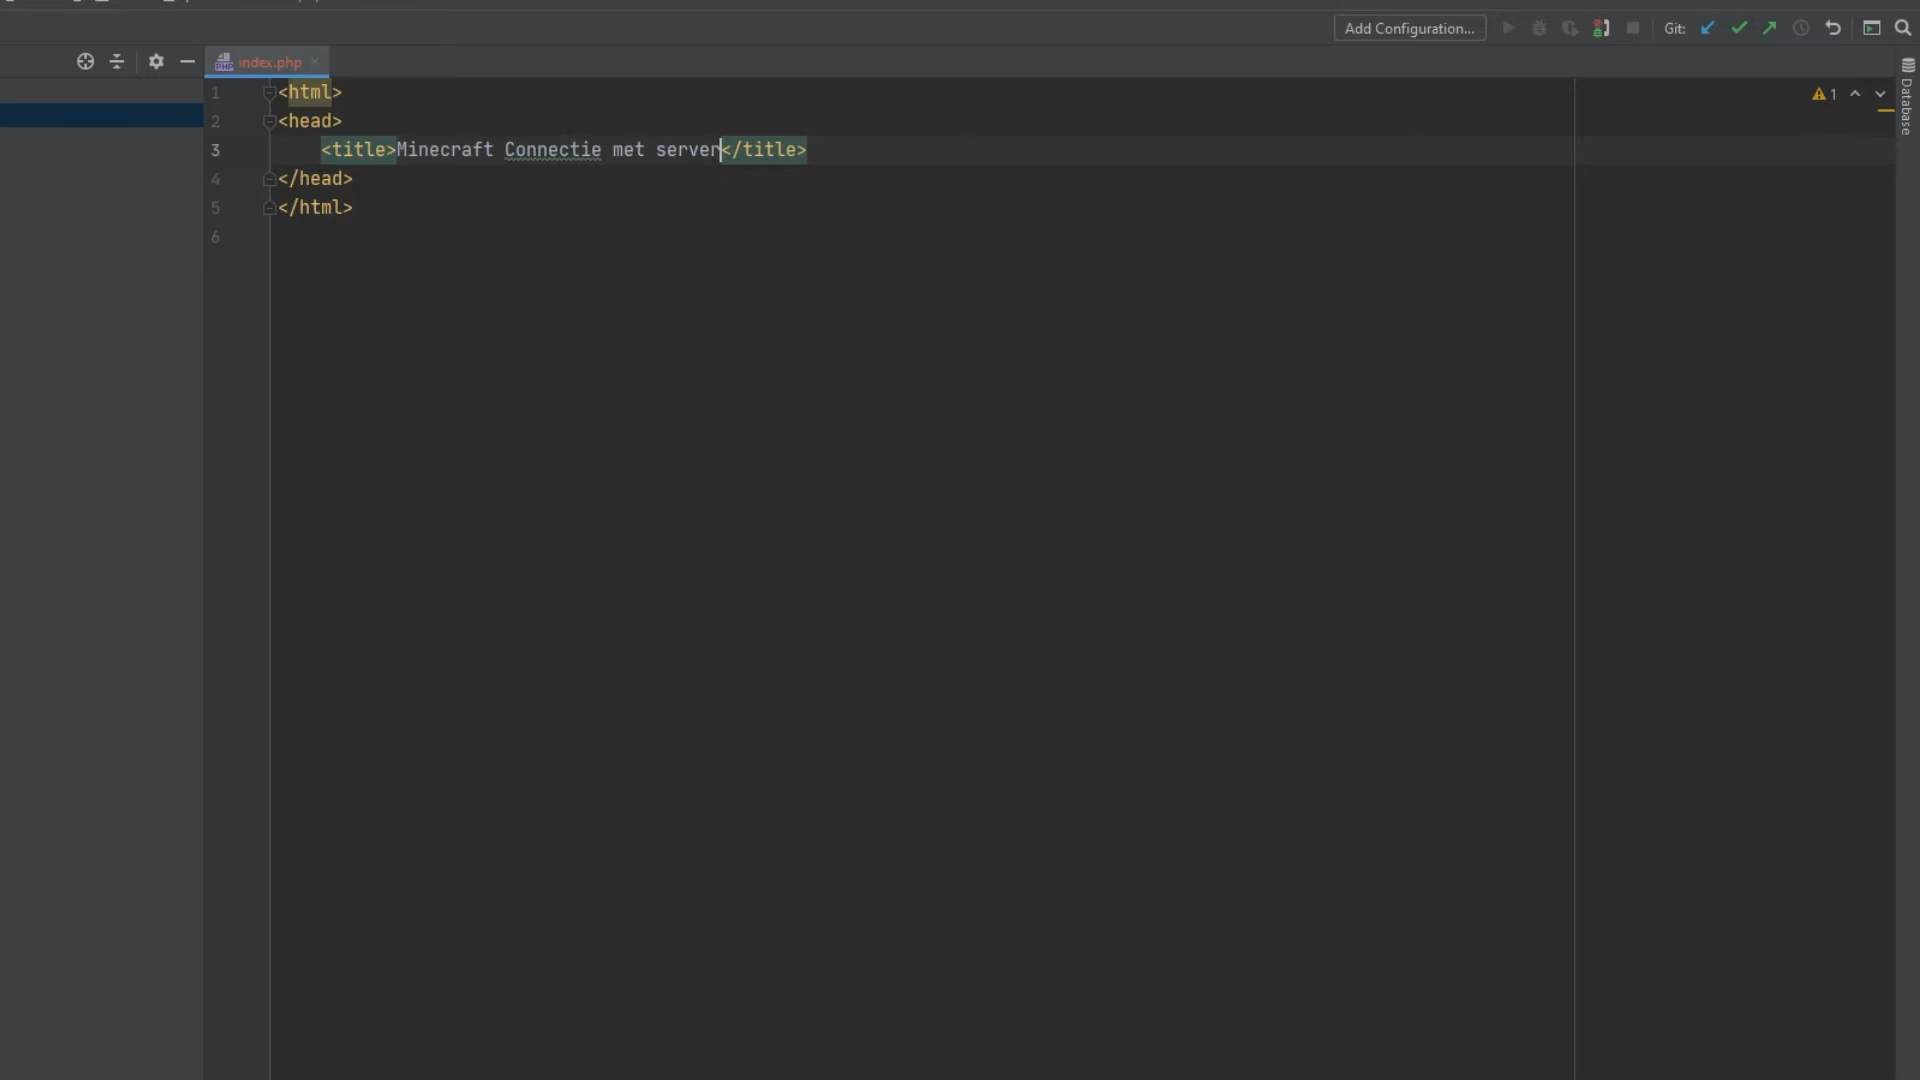 Add Configuration...
Git:
index.php
1 <html>
2 <head>
3     <title>Minecraft Connectie met server</title>
4 </head>
5 </html>
6
1
Database